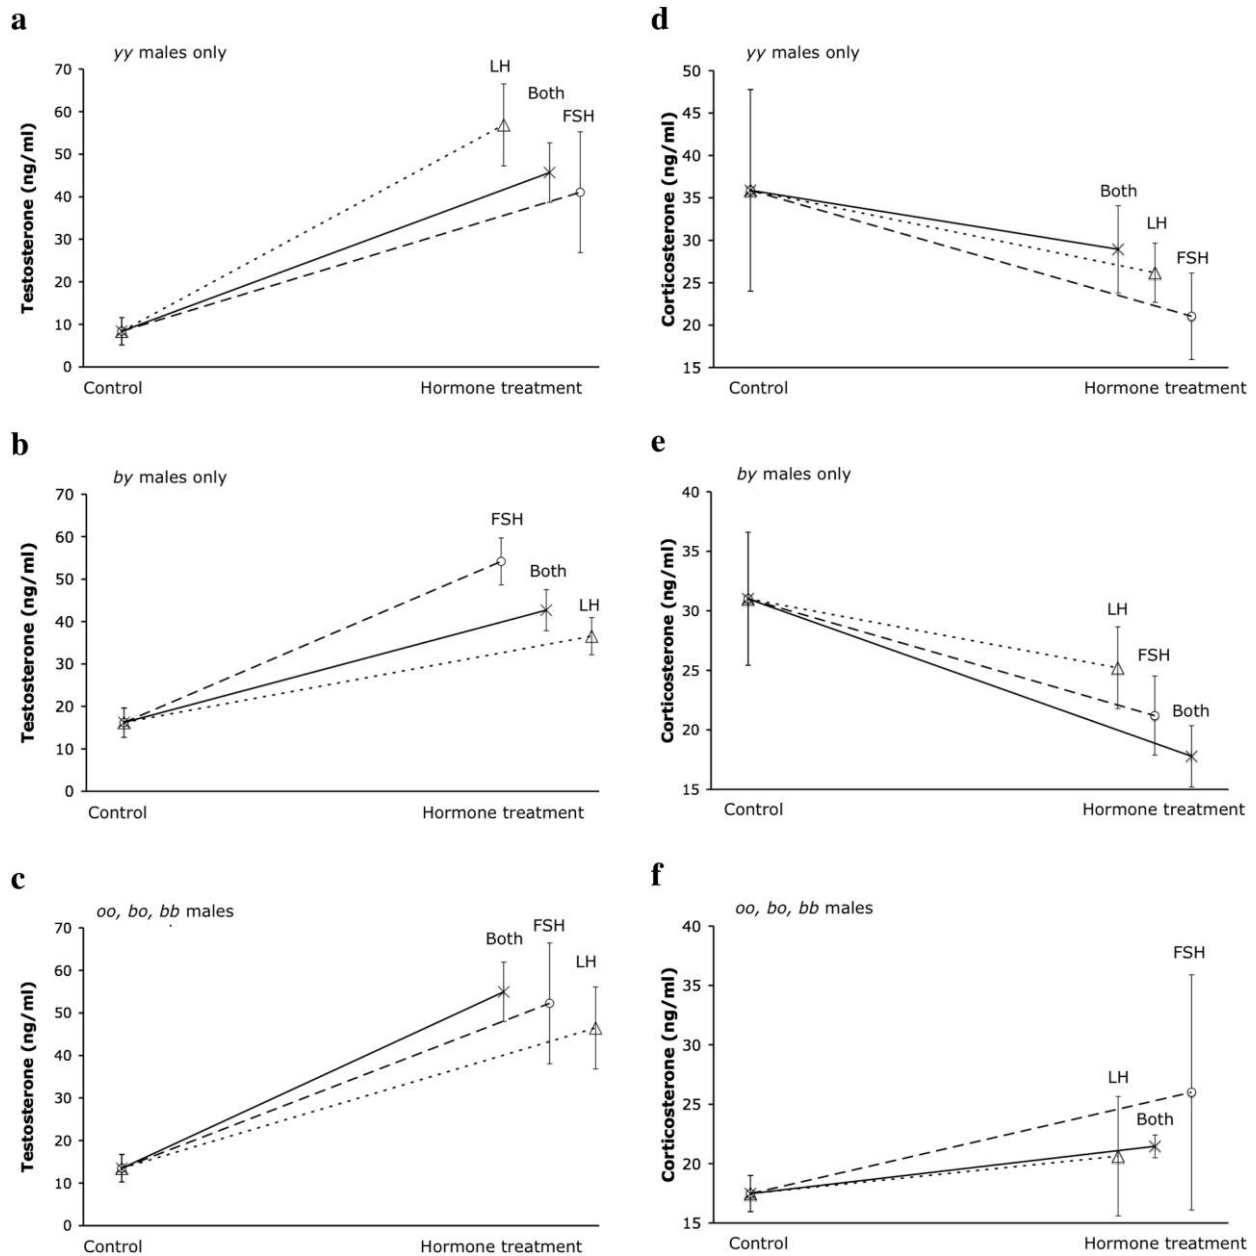 a
yy males only
Testosterone (ng/ml)
70
60
50
40
30
20
10
0
LH
Both
FSH
Control
Hormone treatment
d
yy males only
Corticosterone (ng/ml)
50
45
40
35
30
25
20
15
Both
LH
FSH
Control
Hormone treatment
b
by males only
Testosterone (ng/ml)
70
60
50
40
30
20
10
0
FSH
Both
LH
Control
Hormone treatment
e
by males only
Corticosterone (ng/ml)
40
35
30
25
20
15
LH
FSH
Both
Control
Hormone treatment
c
oo, bo, bb males
Testosterone (ng/ml)
70
60
50
40
30
20
10
0
Both
FSH
LH
Control
Hormone treatment
f
oo, bo, bb males
Corticosterone (ng/ml)
40
35
30
25
20
15
FSH
LH
Both
Control
Hormone treatment